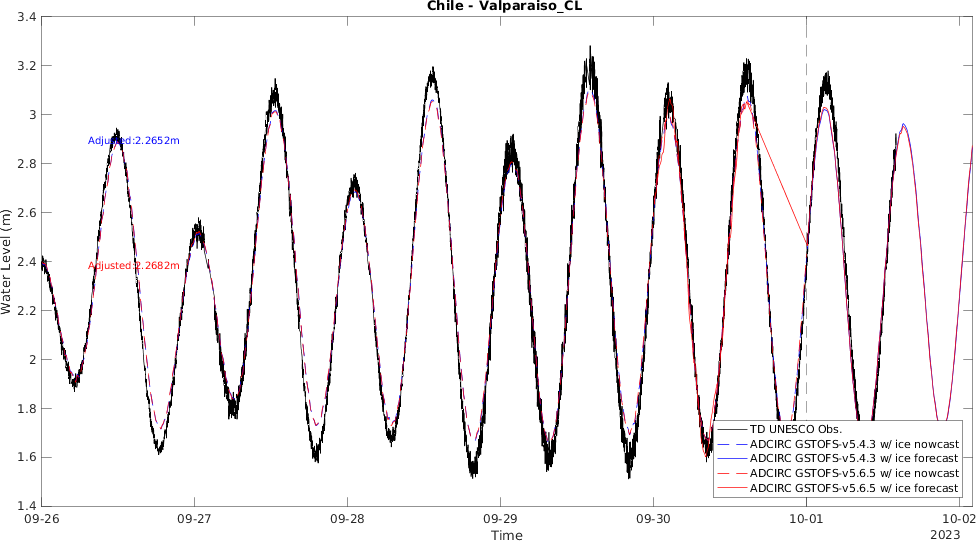 Chile - Valparaiso_CL
3.4
3.2
3
2.8
2.6
2.4
2.2
2
1.8
1.6
1.4
Water Level (m)
Adjusted:2.2652m
Adjusted:2.2682m
TD UNESCO Obs.
ADCIRC GSTOFS-v5.4.3 w/ ice nowcast
ADCIRC GSTOFS-v5.4.3 w/ ice forecast
ADCIRC GSTOFS-v5.6.5 w/ ice nowcast
ADCIRC GSTOFS-v5.6.5 w/ ice forecast
09-26 09-27 09-28 09-29 09-30 10-01 10-02
Time
2023